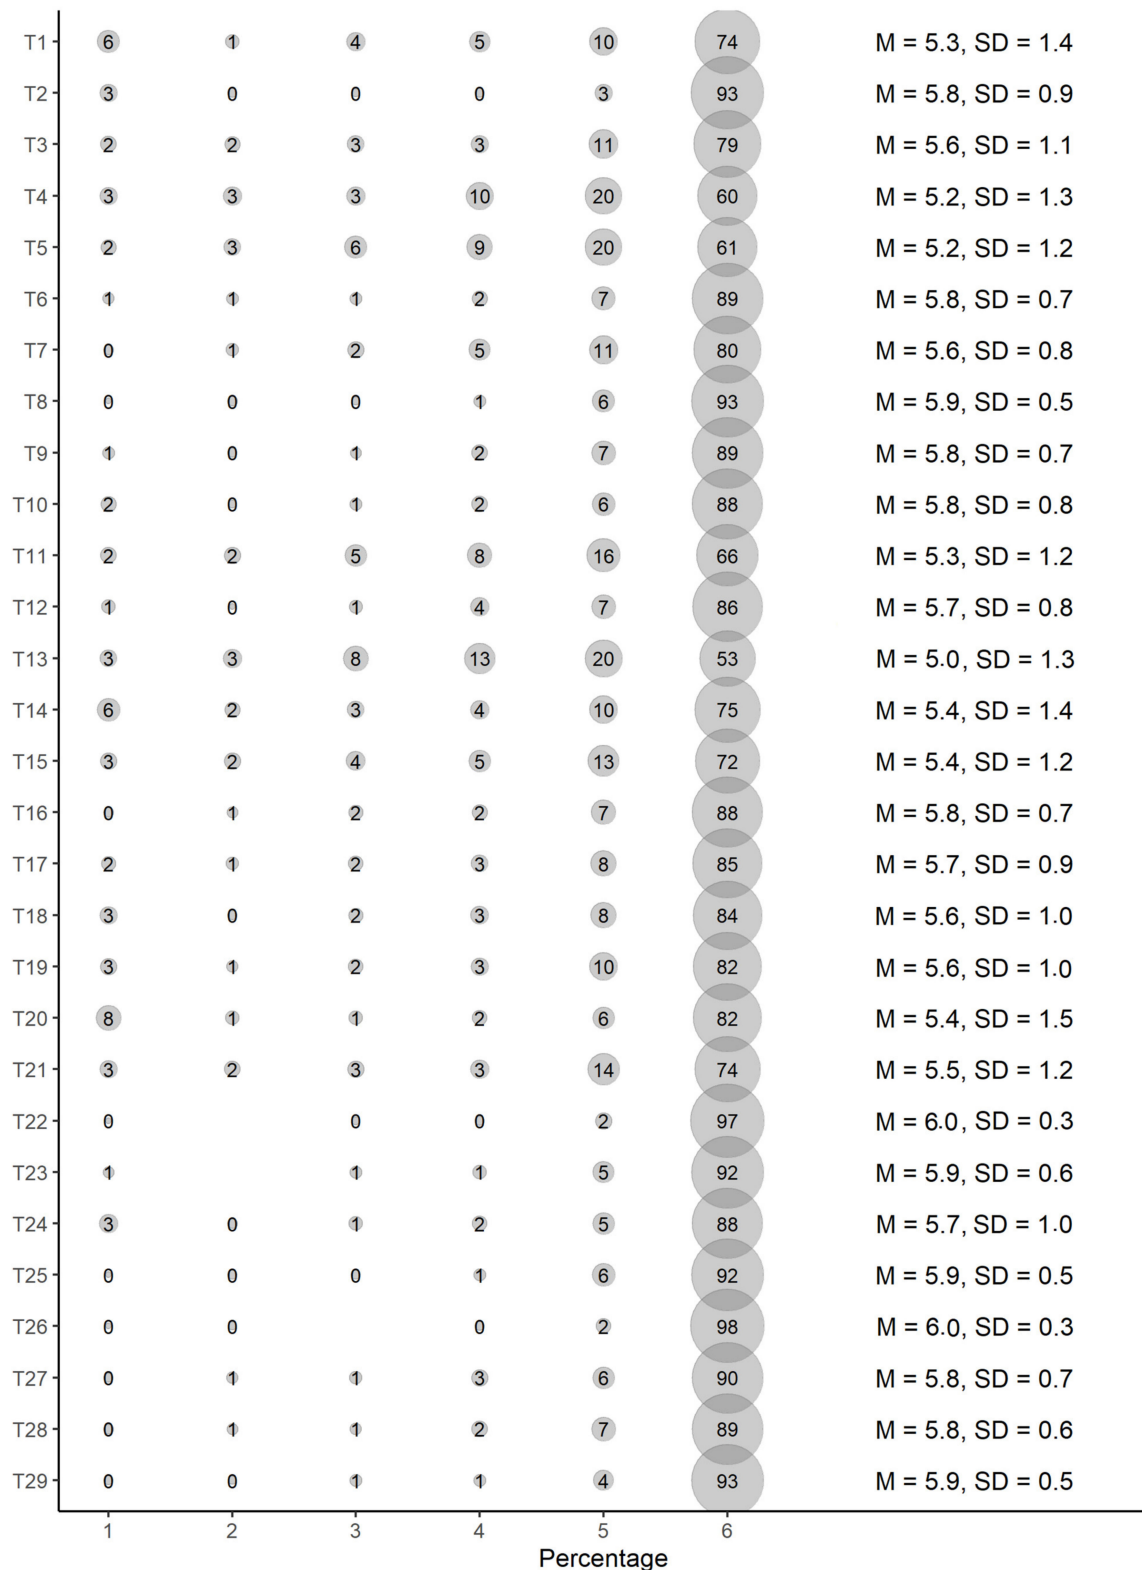 T1 6 1 4 5 10 74 M = 5.3, SD = 1.4
T2 3 0 0 0 3 93 M = 5.8, SD = 0.9
T3 2 2 3 3 11 79 M = 5.6, SD = 1.1
T4 3 3 3 10 20 60 M = 5.2, SD = 1.3
T5 2 3 6 9 20 61 M = 5.2, SD = 1.2
T6 1 1 1 2 7 89 M = 5.8, SD = 0.7
T7 0 1 2 5 11 80 M = 5.6, SD = 0.8
T8 0 0 0 1 6 93 M = 5.9, SD = 0.5
T9 1 0 1 2 7 89 M = 5.8, SD = 0.7
T10 2 0 1 2 6 88 M = 5.8, SD = 0.8
T11 2 2 5 8 16 66 M = 5.3, SD = 1.2
T12 1 0 1 4 7 86 M = 5.7, SD = 0.8
T13 3 3 8 13 20 53 M = 5.0, SD = 1.3
T14 6 2 3 4 10 75 M = 5.4, SD = 1.4
T15 3 2 4 5 13 72 M = 5.4, SD = 1.2
T16 0 1 2 2 7 88 M = 5.8, SD = 0.7
T17 2 1 2 3 8 85 M = 5.7, SD = 0.9
T18 3 0 2 3 8 84 M = 5.6, SD = 1.0
T19 3 1 2 3 10 82 M = 5.6, SD = 1.0
T20 8 1 1 2 6 82 M = 5.4, SD = 1.5
T21 3 2 3 3 14 74 M = 5.5, SD = 1.2
T22 0 0 0 2 97 M = 6.0, SD = 0.3
T23 1 1 1 5 92 M = 5.9, SD = 0.6
T24 3 0 1 2 5 88 M = 5.7, SD = 1.0
T25 0 0 0 1 6 92 M = 5.9, SD = 0.5
T26 0 0 0 2 98 M = 6.0, SD = 0.3
T27 0 1 1 3 6 90 M = 5.8, SD = 0.7
T28 0 1 1 2 7 89 M = 5.8, SD = 0.6
T29 0 0 1 1 4 93 M = 5.9, SD = 0.5
1 2 3 4 5 6
Percentage